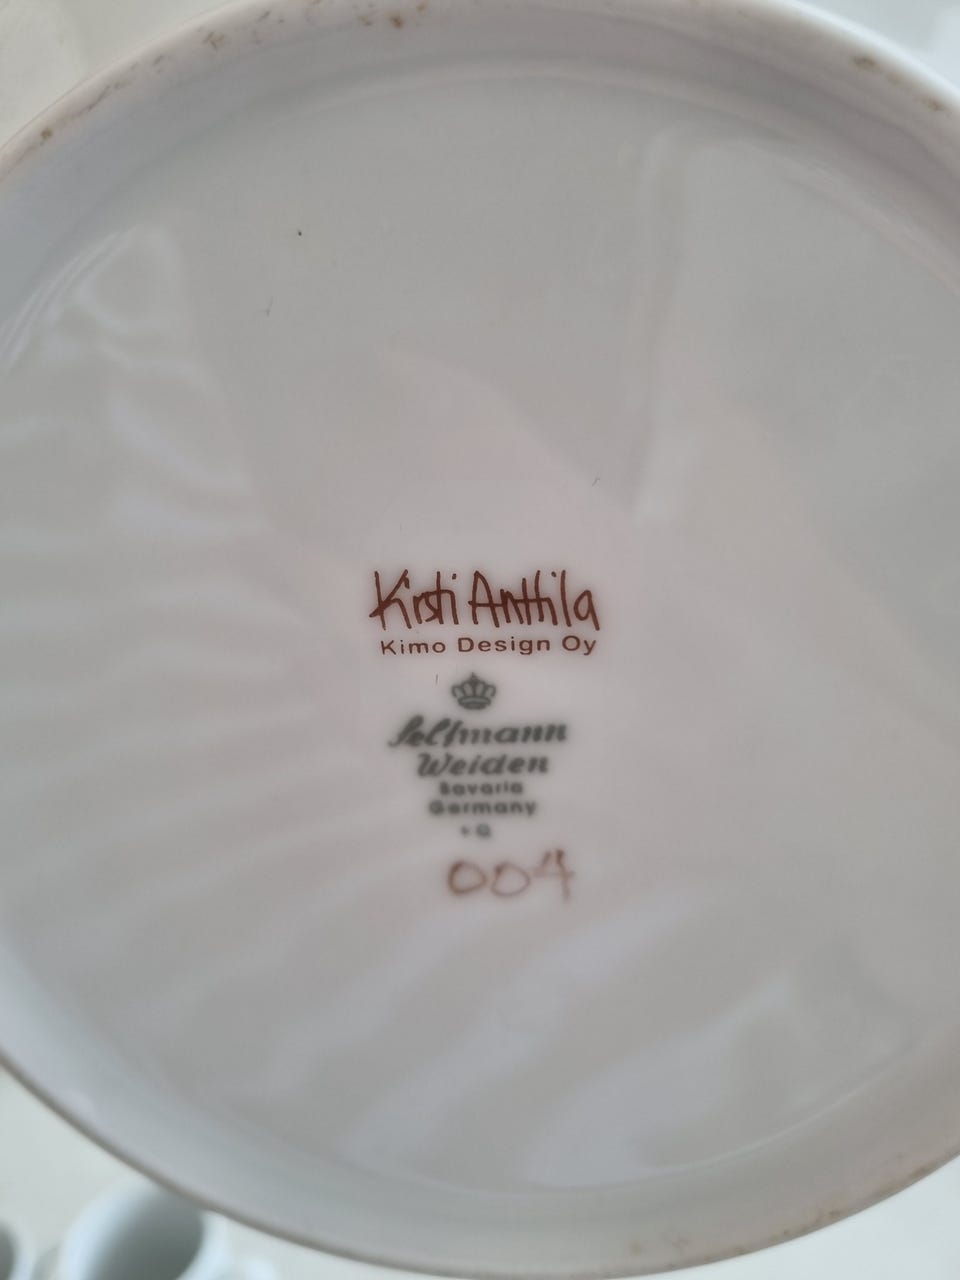 Kirsti Anttila
Kimo Design Oy
Seltmann
Weiden
Bavaria
Germany
004